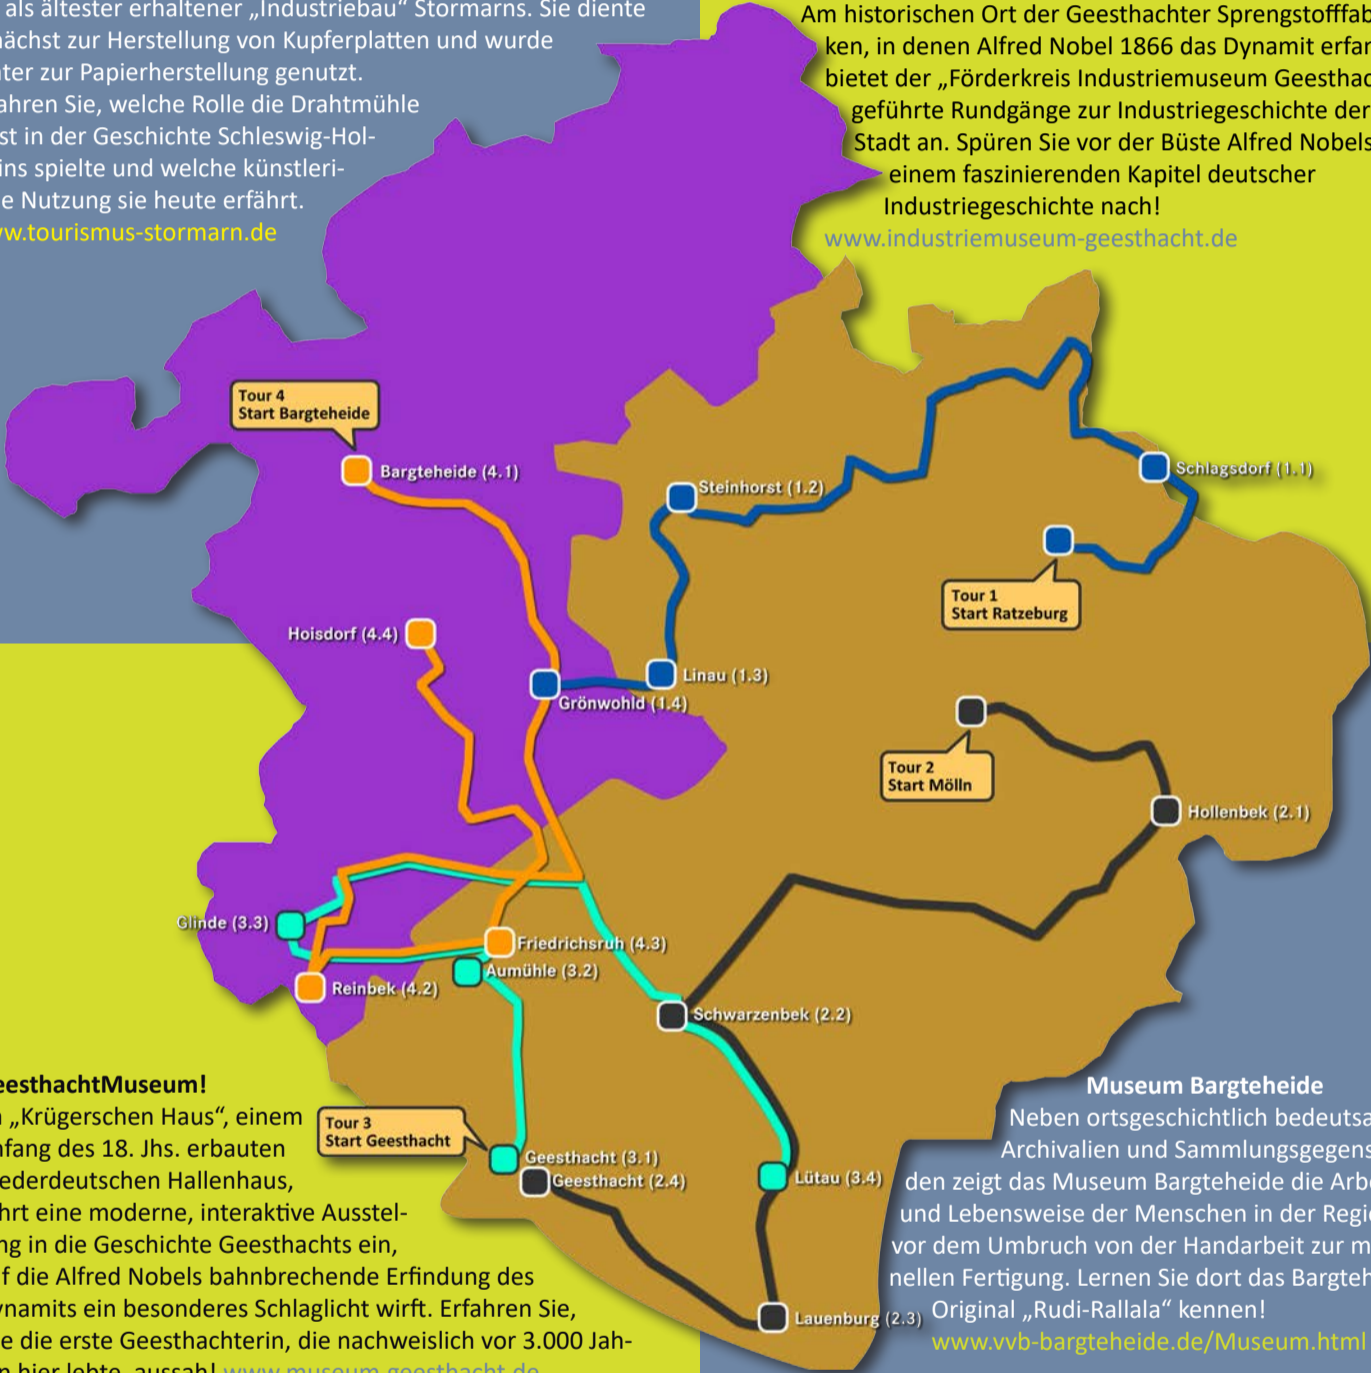 als ältester erhaltener „Industriebau“ Stormarns. Sie diente
nächst zur Herstellung von Kupferplatten und wurde
ter zur Papierherstellung genutzt.
ahren Sie, welche Rolle die Drahtmühle
st in der Geschichte Schleswig-Hol-
ins spielte und welche künstleri-
e Nutzung sie heute erfährt.
w.tourismus-stormarn.de
Am historischen Ort der Geesthachter Sprengstofffab
ken, in denen Alfred Nobel 1866 das Dynamit erfan
bietet der „Förderkreis Industriemuseum Geesthac
geführte Rundgänge zur Industriegeschichte der
Stadt an. Spüren Sie vor der Büste Alfred Nobels
einem faszinierenden Kapitel deutscher
Industriegeschichte nach!
www.industriemuseum-geesthacht.de
Tour 4
Start Bargteheide
Bargteheide (4.1)
Steinhorst (1.2)
Schlagsdorf (1.1)
Tour 1
Start Ratzeburg
Hoisdorf (4.4)
Linau (1.3)
Grönwohld (1.4)
Tour 2
Start Mölln
Hollenbek (2.1)
Glinde (3.3)
Friedrichsruh (4.3)
Aumühle (3.2)
Reinbek (4.2)
Schwarzenbek (2.2)
Tour 3
Start Geesthacht
Geesthacht (3.1)
Geesthacht (2.4)
Lütau (3.4)
Lauenburg (2.3)
eesthachtMuseum!
„Krügerschen Haus“, einem
nfang des 18. Jhs. erbauten
ederdeutschen Hallenhaus,
hrt eine moderne, interaktive Ausstel-
ng in die Geschichte Geesthachts ein,
f die Alfred Nobels bahnbrechende Erfindung des
ynamits ein besonderes Schlaglicht wirft. Erfahren Sie,
e die erste Geesthachterin, die nachweislich vor 3.000 Jah-
n hier lebte, aussah! www.museum-geesthacht.de
Museum Bargteheide
Neben ortsgeschichtlich bedeutsa
Archivalien und Sammlungsgegens
den zeigt das Museum Bargteheide die Arbe
und Lebensweise der Menschen in der Regi
vor dem Umbruch von der Handarbeit zur m
nellen Fertigung. Lernen Sie dort das Bargteh
Original „Rudi-Rallala“ kennen!
www.vvb-bargteheide.de/Museum.html